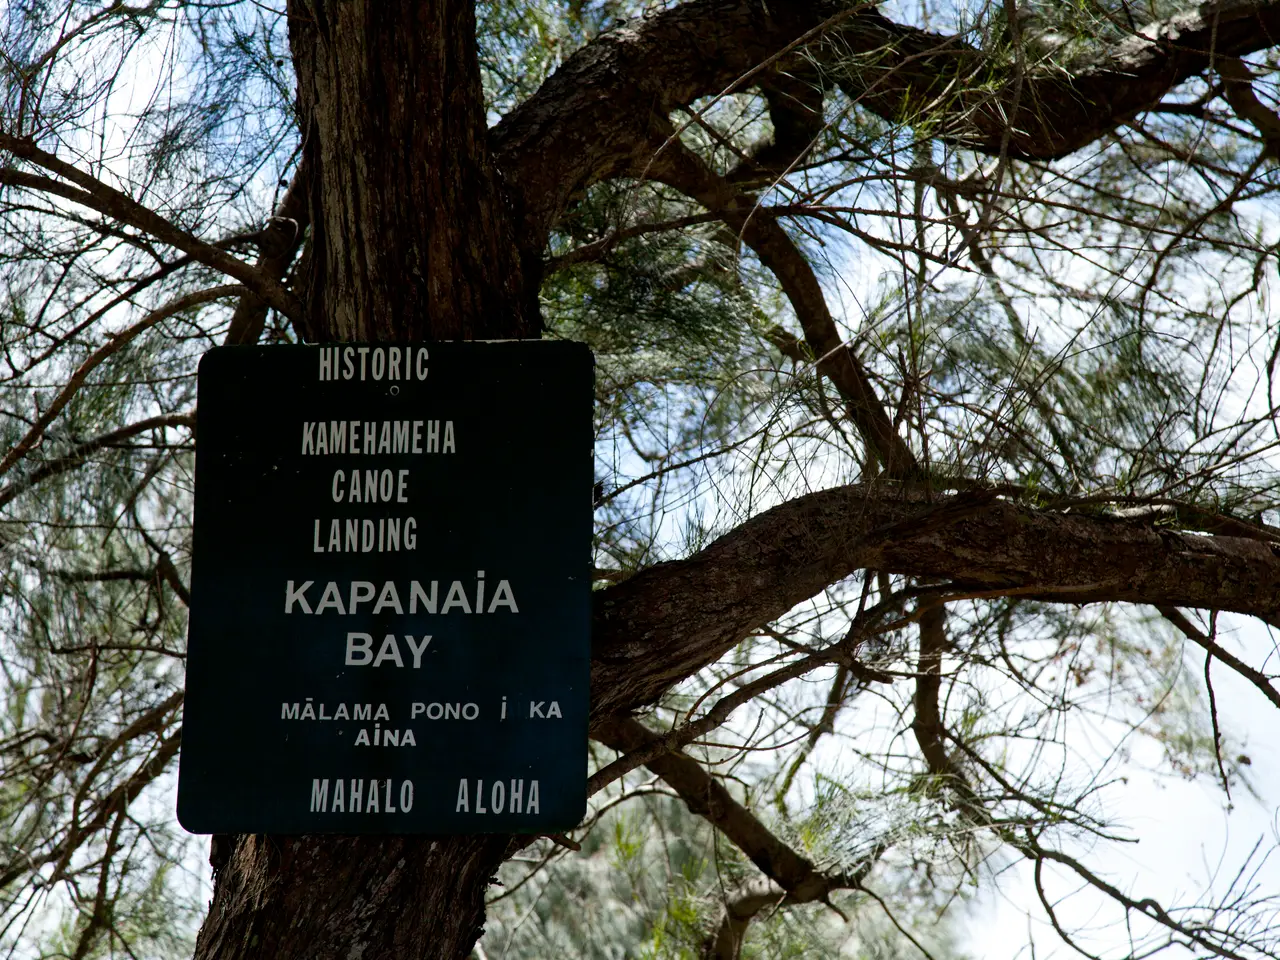 HISTORIC
KAMEHAMEHA
CANOE
LANDING
KAPANAiA
BAY
MĀLAMA PONO i KA
AiNA
MAHALO ALOHA